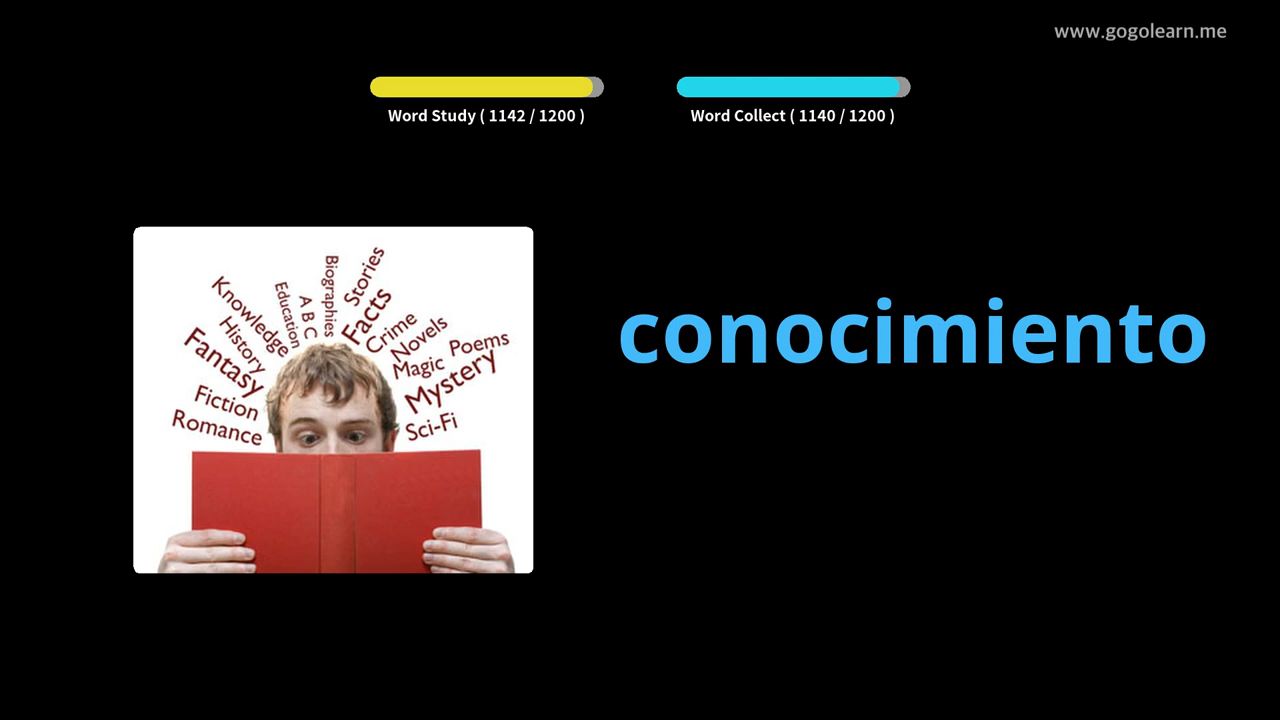 www.gogolearn.me
Word Study ( 1142 / 1200 )
Word Collect ( 1140 / 1200 )
conocimiento
Romance
Fiction
Fantasy
History
Knowledge
Education
A B C
Biographies
Stories
Facts
Crime
Novels
Magic
Poems
Mystery
Sci-Fi